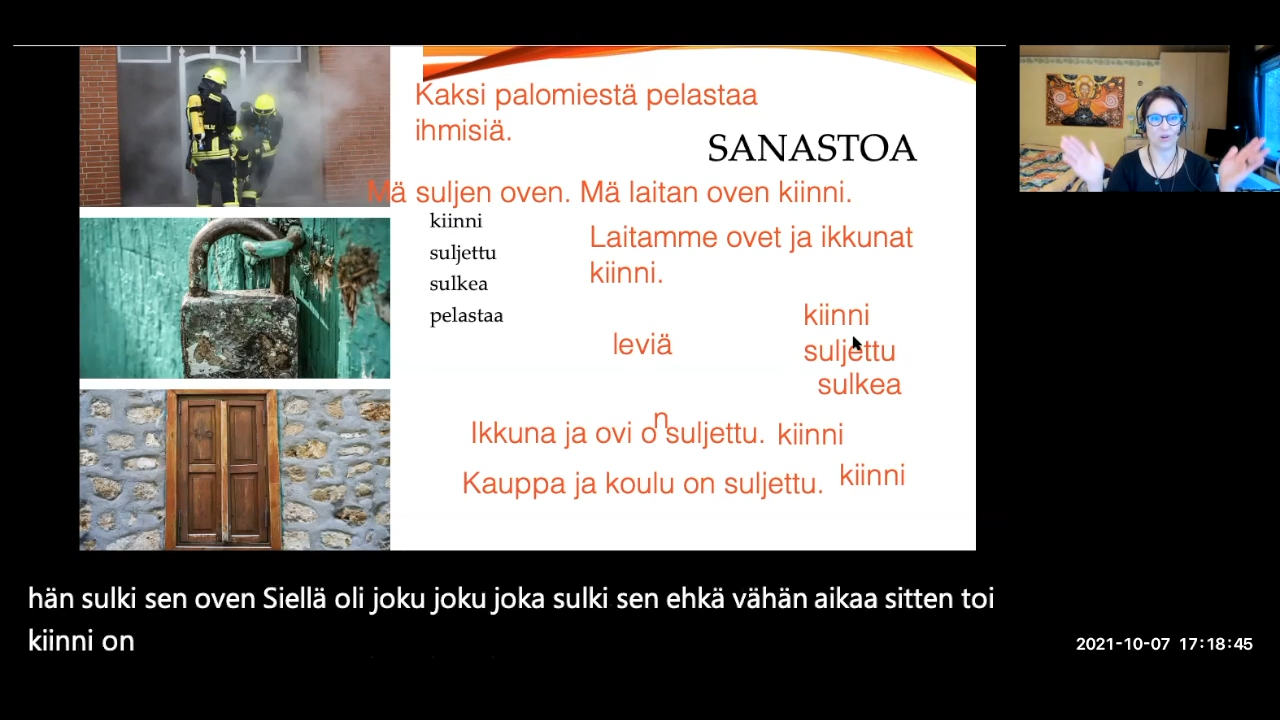 Kaksi palomiestä pelastaa
ihmisiä.
SANASTOA
Mä suljen oven. Mä laitan oven kiinni.
kiinni
suljettu
sulkea
pelastaa
Laitamme ovet ja ikkunat
kiinni.
leviä
kiinni
suljettu
sulkea
n
Ikkuna ja ovi o suljettu. kiinni
Kauppa ja koulu on suljettu. kiinni
hän sulki sen oven Siellä oli joku joku joka sulki sen ehkä vähän aikaa sitten toi
kiinni on
2021-10-07 17:18:45